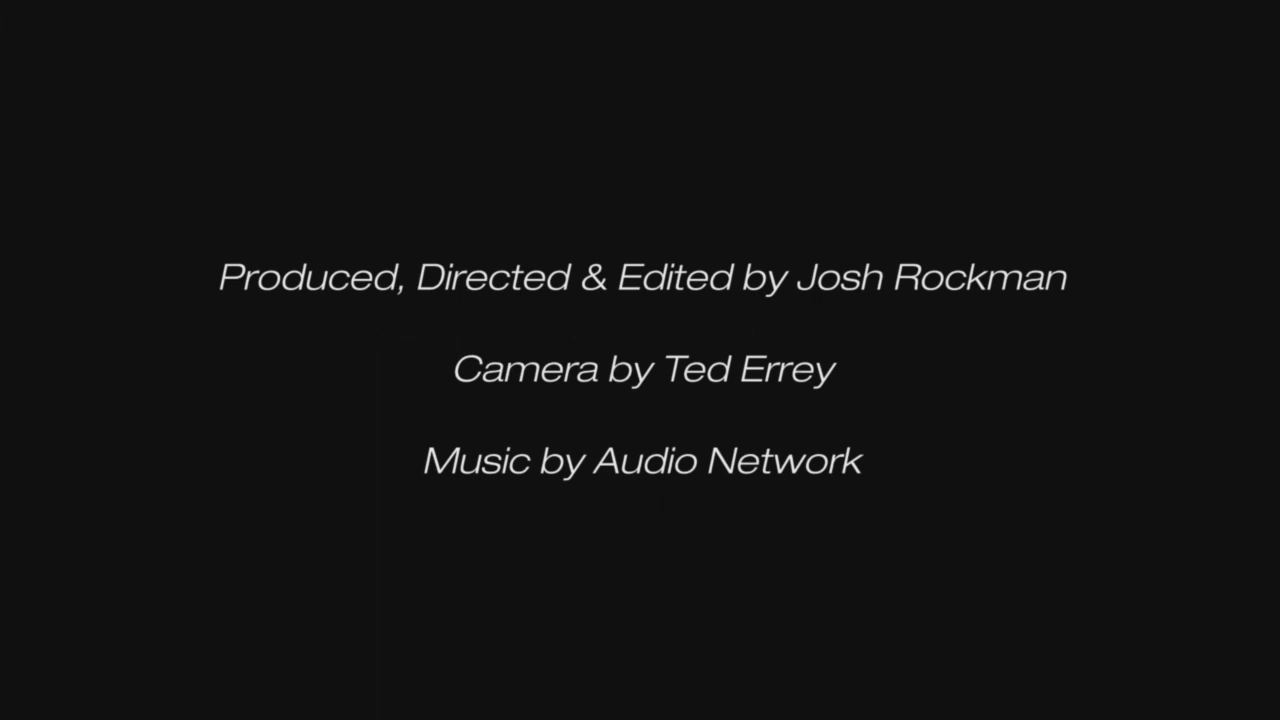 Produced, Directed & Edited by Josh Rockman
Camera by Ted Errey
Music by Audio Network